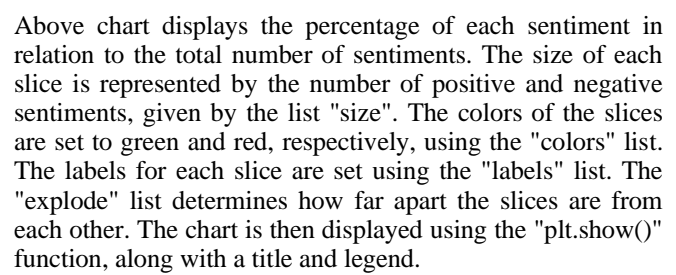 Above chart displays the percentage of each sentiment in
relation to the total number of sentiments. The size of each
slice is represented by the number of positive and negative
sentiments, given by the list "size". The colors of the slices
are set to green and red, respectively, using the "colors" list.
The labels for each slice are set using the "labels" list. The
"explode" list determines how far apart the slices are from
each other. The chart is then displayed using the "plt.show()"
function, along with a title and legend.